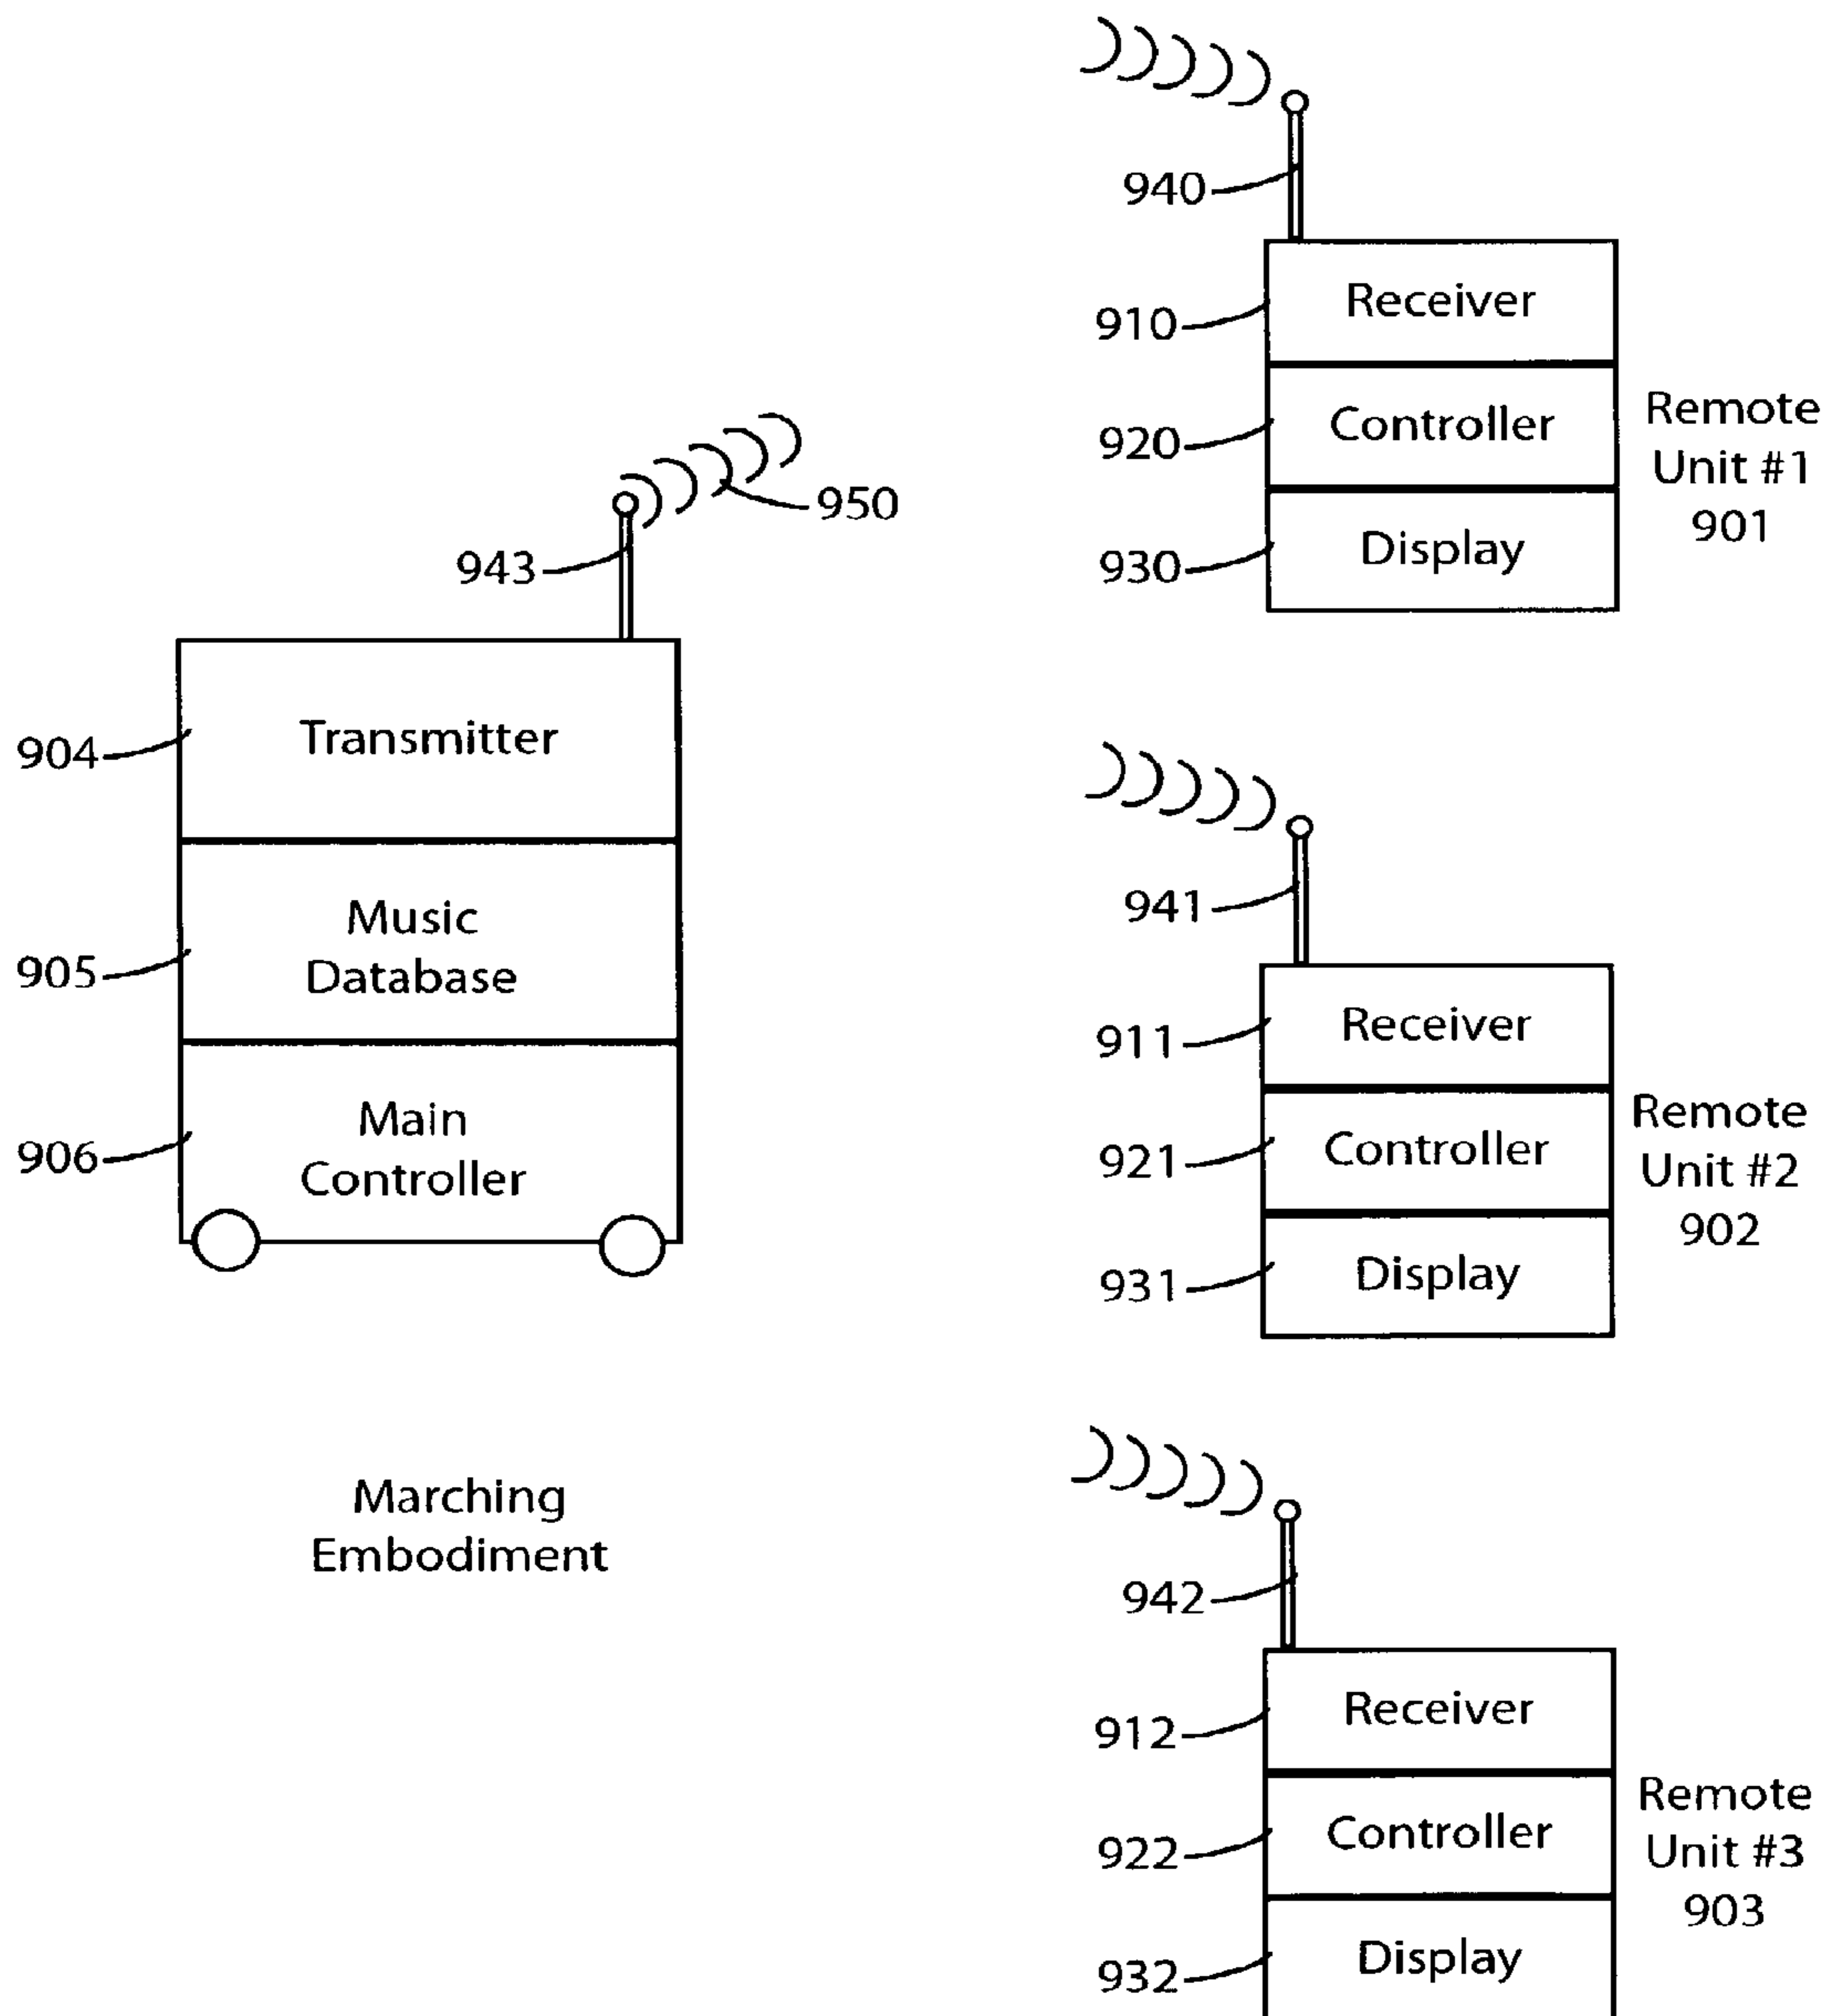 940
910
Receiver
920
Controller
930
Display
Remote
Unit #1
901
950
943
904
Transmitter
905
Music
Database
906
Main
Controller
Marching
Embodiment
941
911
Receiver
921
Controller
931
Display
Remote
Unit #2
902
942
912
Receiver
922
Controller
932
Display
Remote
Unit #3
903